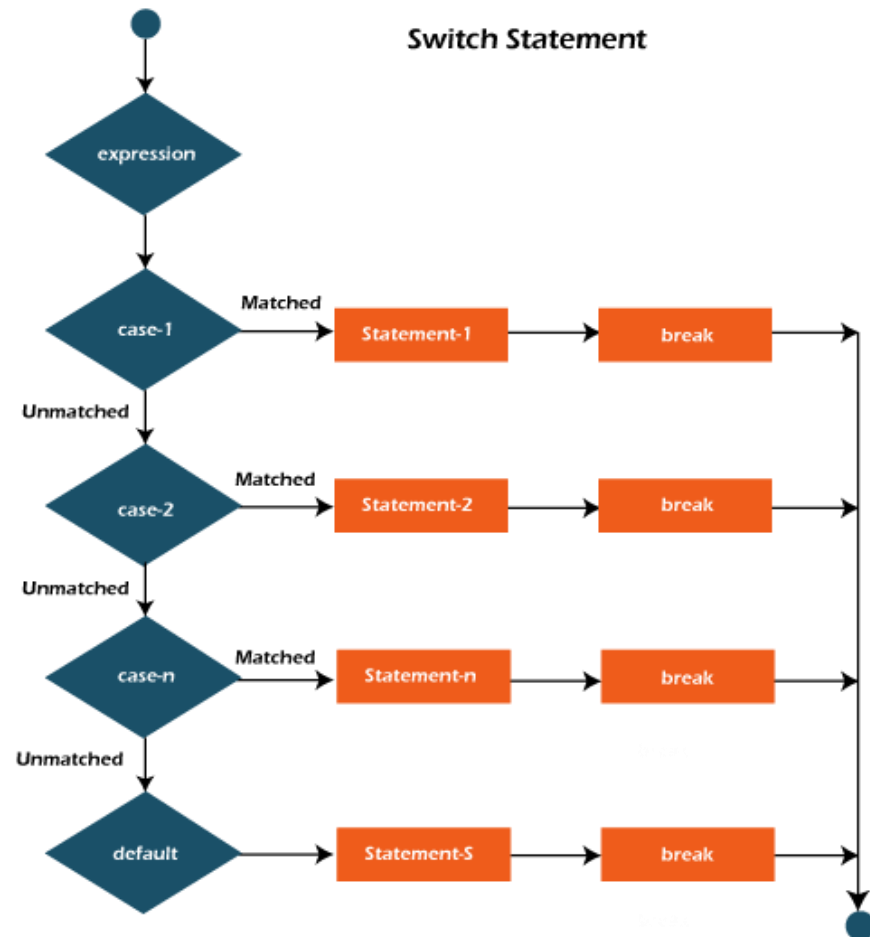 Switch Statement
expression
Matched
case-1
Statement-1
break
Unmatched
Matched
case-2
Statement-2
break
Unmatched
Matched
case-n
Statement-n
break
Unmatched
default
Statement-S
break